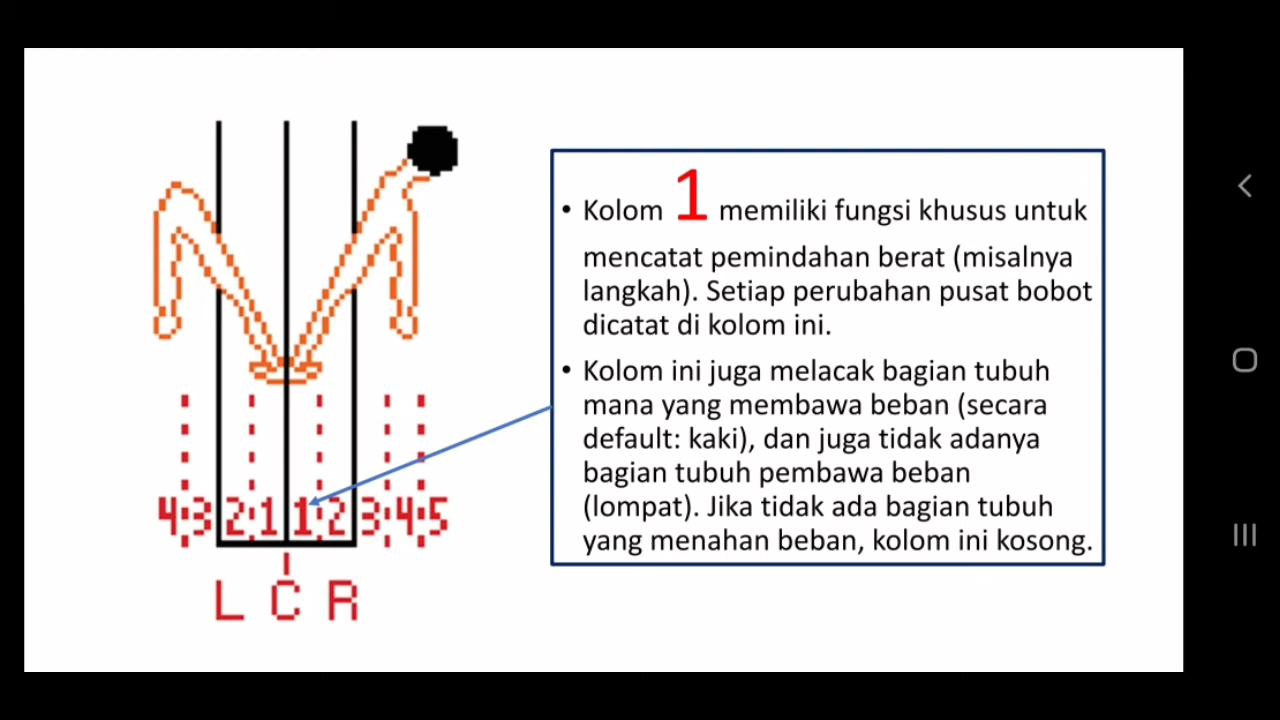 4 3 2 1 1 2 3 4 5
L C R
• Kolom 1 memiliki fungsi khusus untuk
mencatat pemindahan berat (misalnya
langkah). Setiap perubahan pusat bobot
dicatat di kolom ini.
• Kolom ini juga melacak bagian tubuh
mana yang membawa beban (secara
default: kaki), dan juga tidak adanya
bagian tubuh pembawa beban
(lompat). Jika tidak ada bagian tubuh
yang menahan beban, kolom ini kosong.